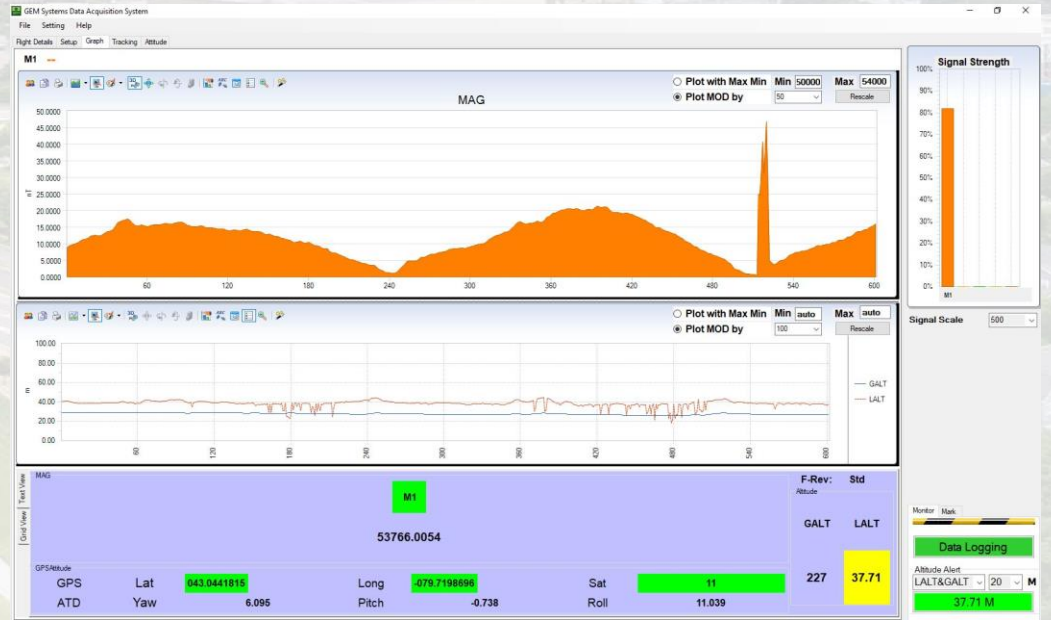 GEM Systems Data Acquisition System
File Setting Help
Flight Details Setup Graph Tracking Attitude
M1 --
Plot with Max Min Min 50000 Max 54000
Plot MOD by 50 Rescale
MAG
50.0000
45.0000
40.0000
35.0000
30.0000
25.0000
20.0000
15.0000
10.0000
5.0000
0.0000
nT
60 120 180 240 300 360 420 480 540 600
Plot with Max Min Min auto Max auto
Plot MOD by 100 Rescale
100.00
80.00
60.00
40.00
20.00
0.00
m
GALT
LALT
60 120 180 240 300 360 420 480 540 600
Text View
Grid View
MAG
M1
53766.0054
F-Rev: Std
Altitude
GALT LALT
227 37.71
GPSAttitude
GPS Lat 043.0441815 Long -079.7198696 Sat 11
ATD Yaw 6.095 Pitch -0.738 Roll 11.039
Signal Strength
100%
90%
80%
70%
60%
50%
40%
30%
20%
10%
0%
M1
Signal Scale 500
Monitor Mark
Data Logging
Altitude Alert
LALT&GALT 20 M
37.71 M